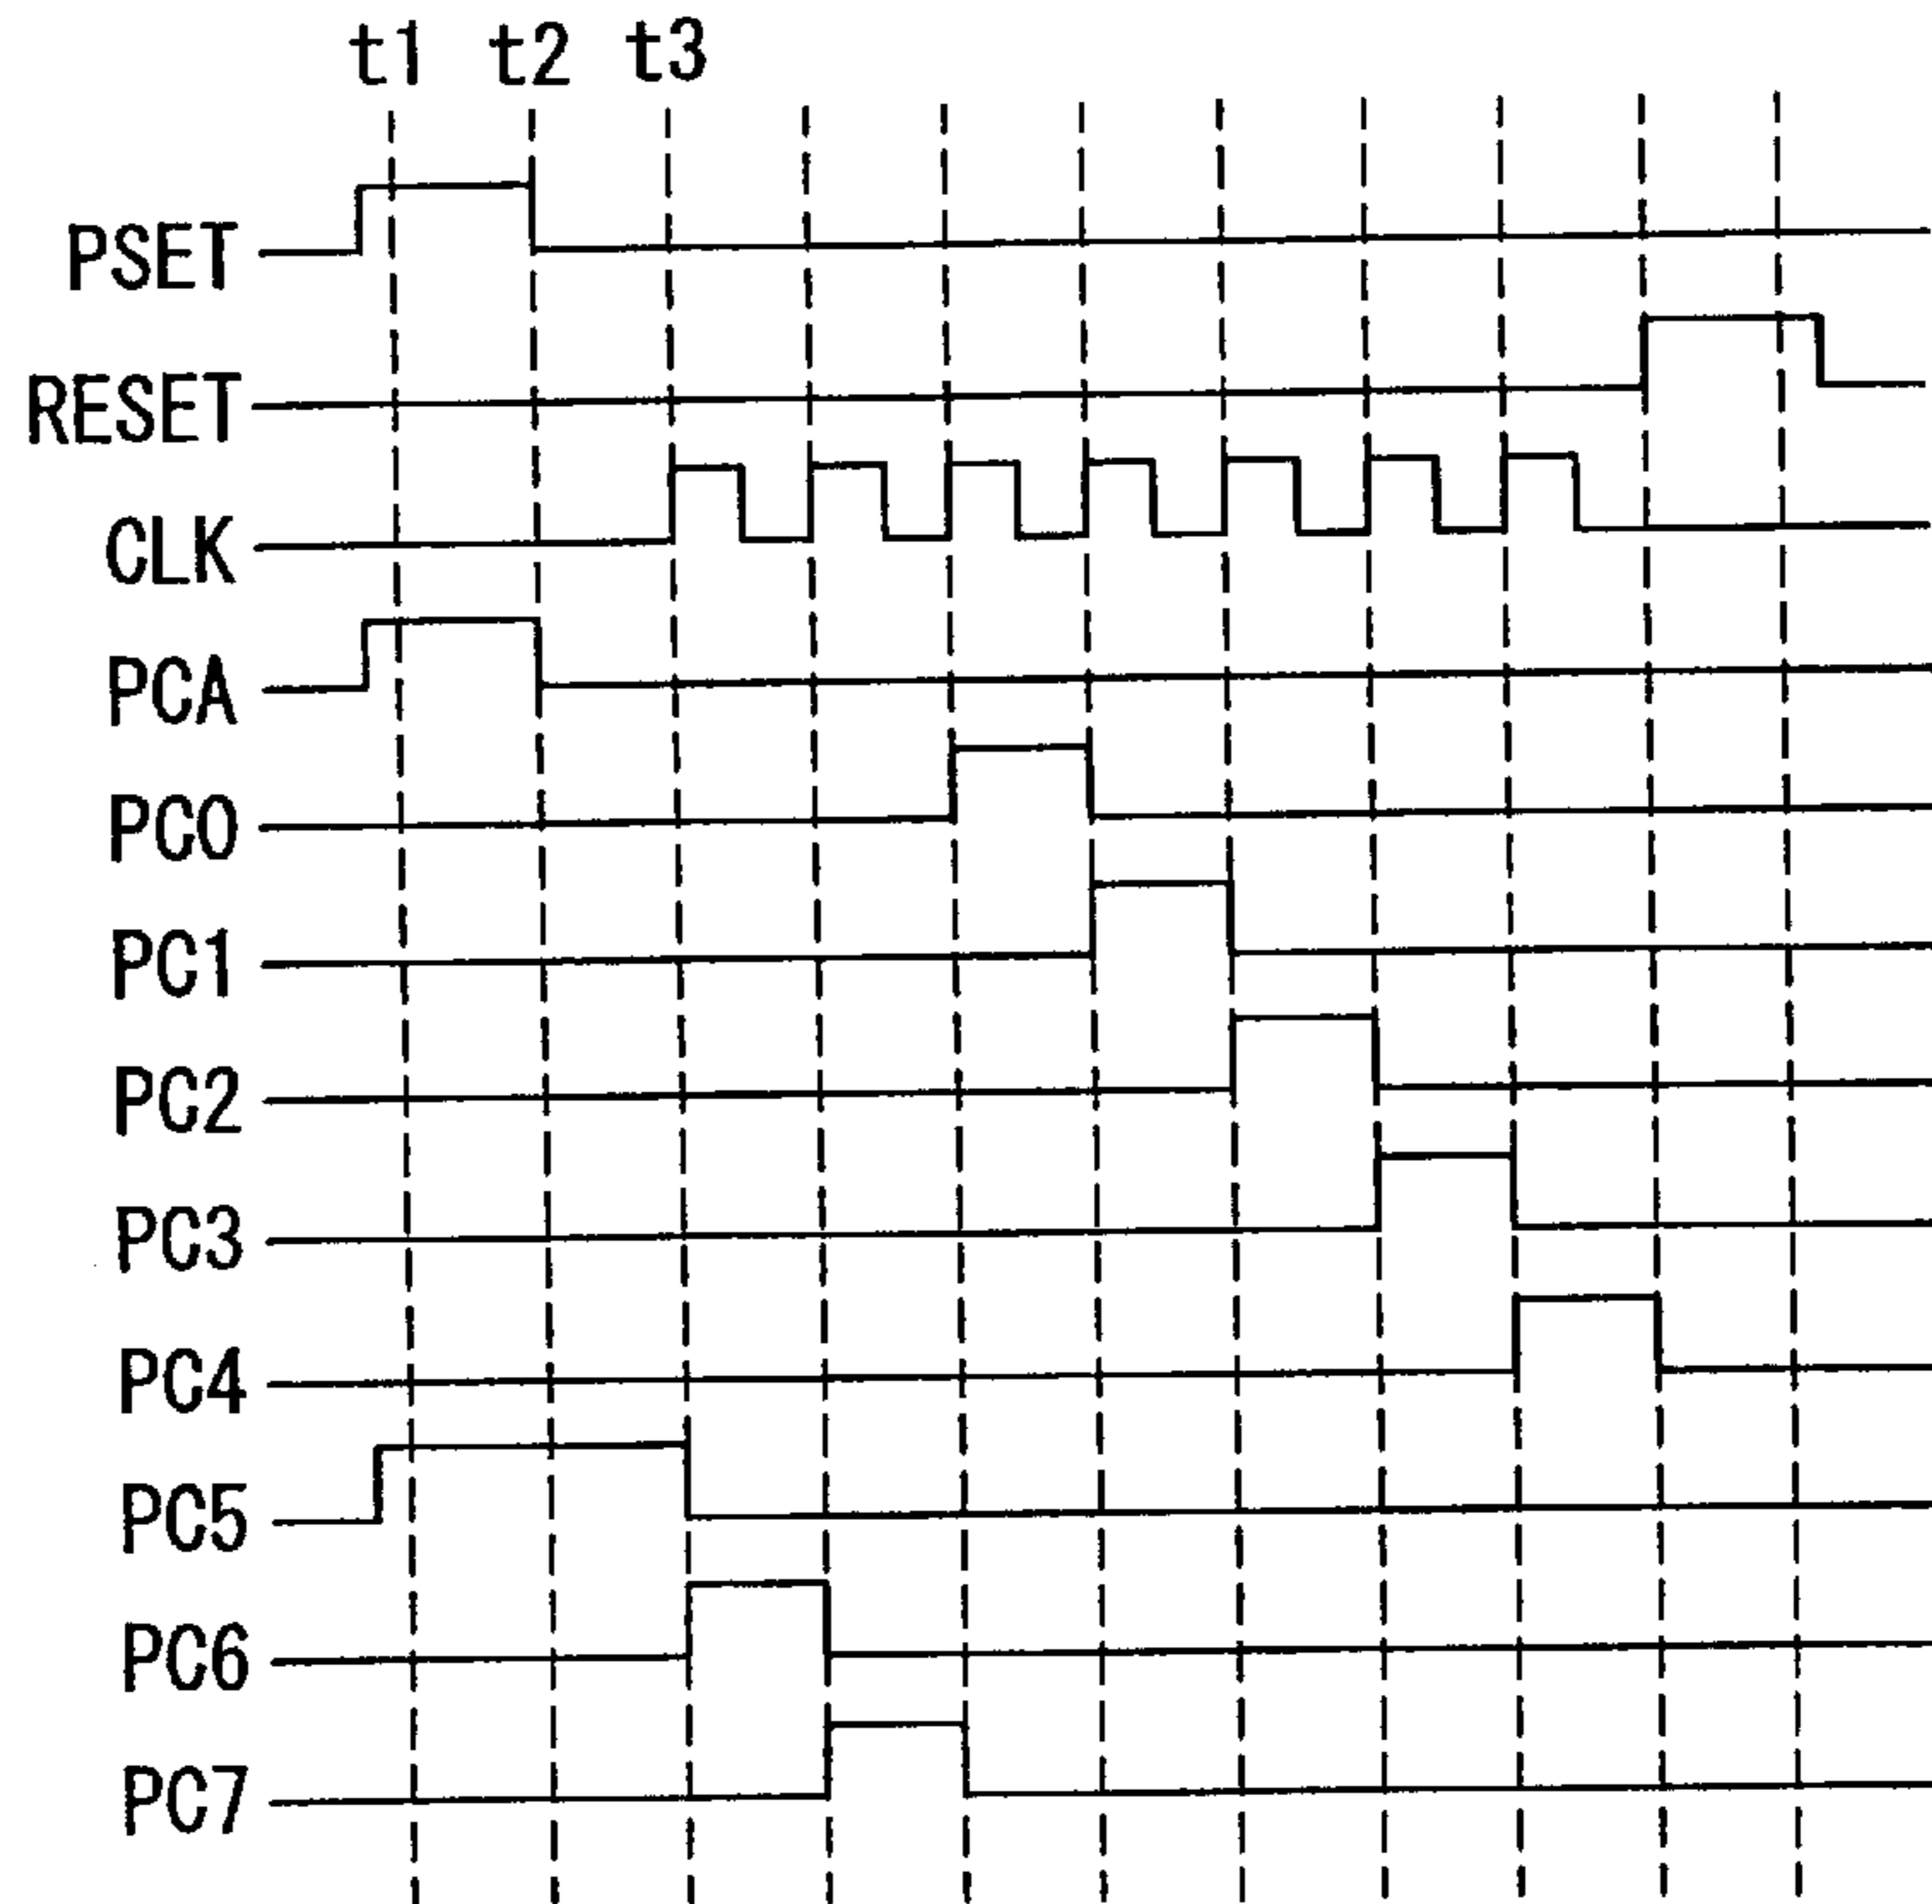 t1 t2 t3
PSET
RESET
CLK
PCA
PC0
PC1
PC2
PC3
PC4
PC5
PC6
PC7